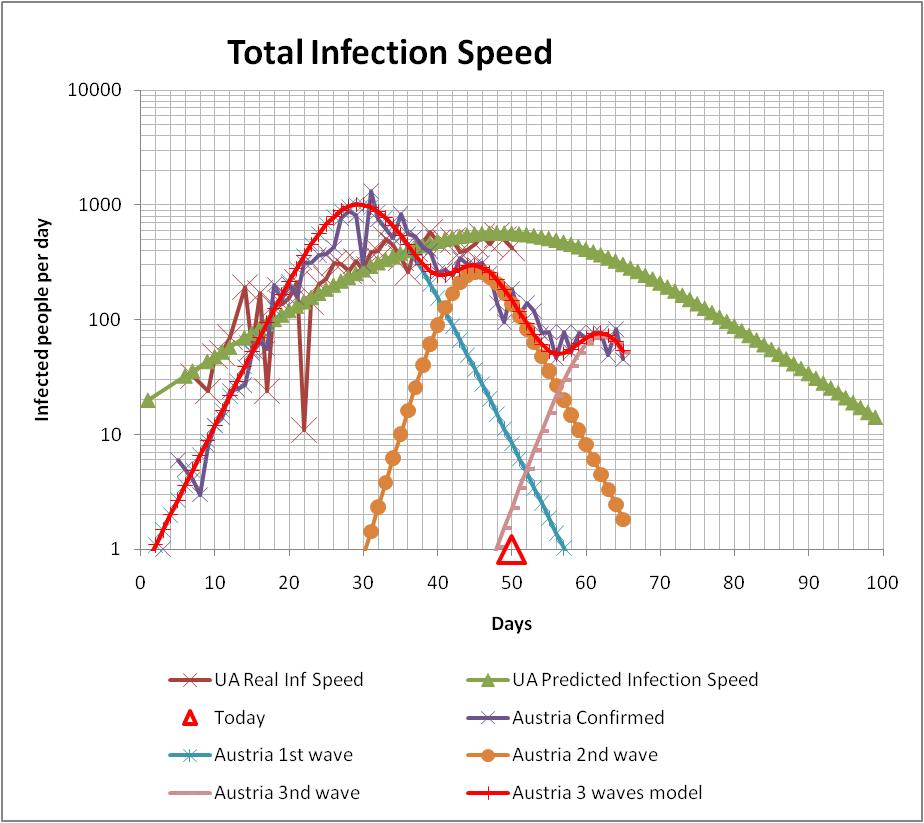 Total Infection Speed
10000
1000
100
10
1
Infected people per day
0 10 20 30 40 50 60 70 80 90 100
Days
UA Real Inf Speed
UA Predicted Infection Speed
Today
Austria Confirmed
Austria 1st wave
Austria 2nd wave
Austria 3nd wave
Austria 3 waves model